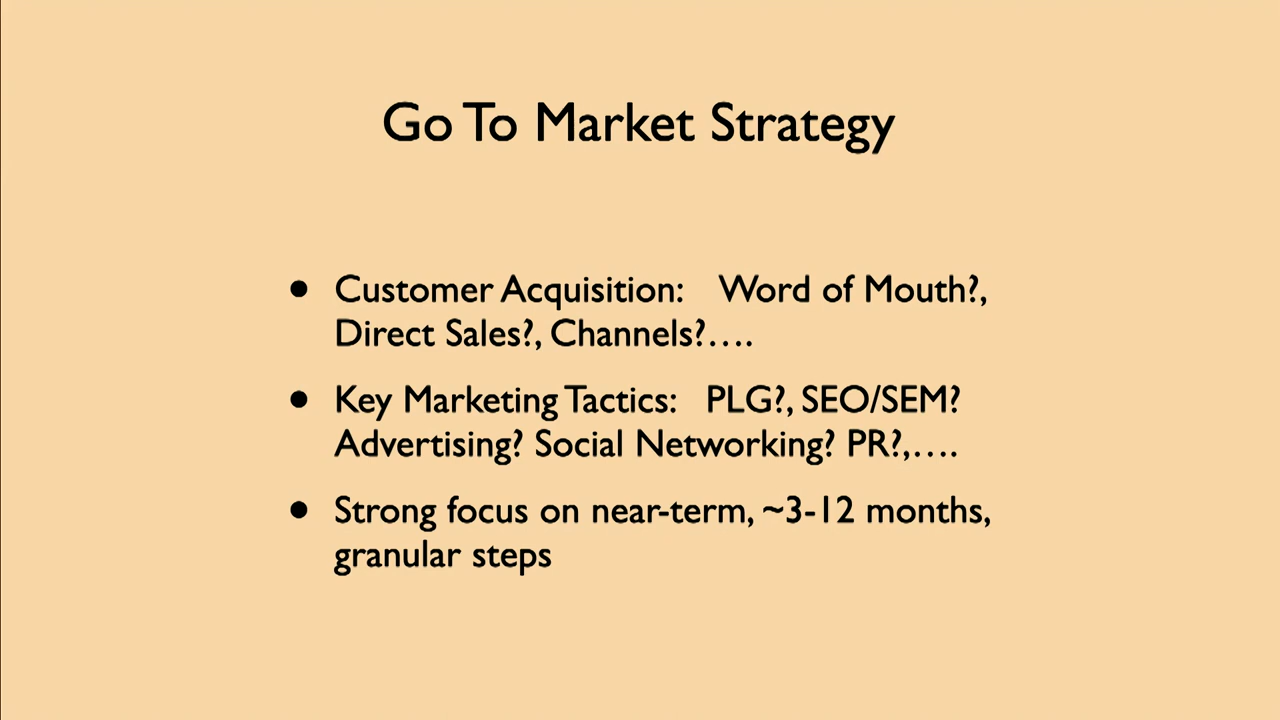 Go To Market Strategy
• Customer Acquisition: Word of Mouth?,
Direct Sales?, Channels?....
• Key Marketing Tactics: PLG?, SEO/SEM?
Advertising? Social Networking? PR?,....
• Strong focus on near-term, ~3-12 months,
granular steps